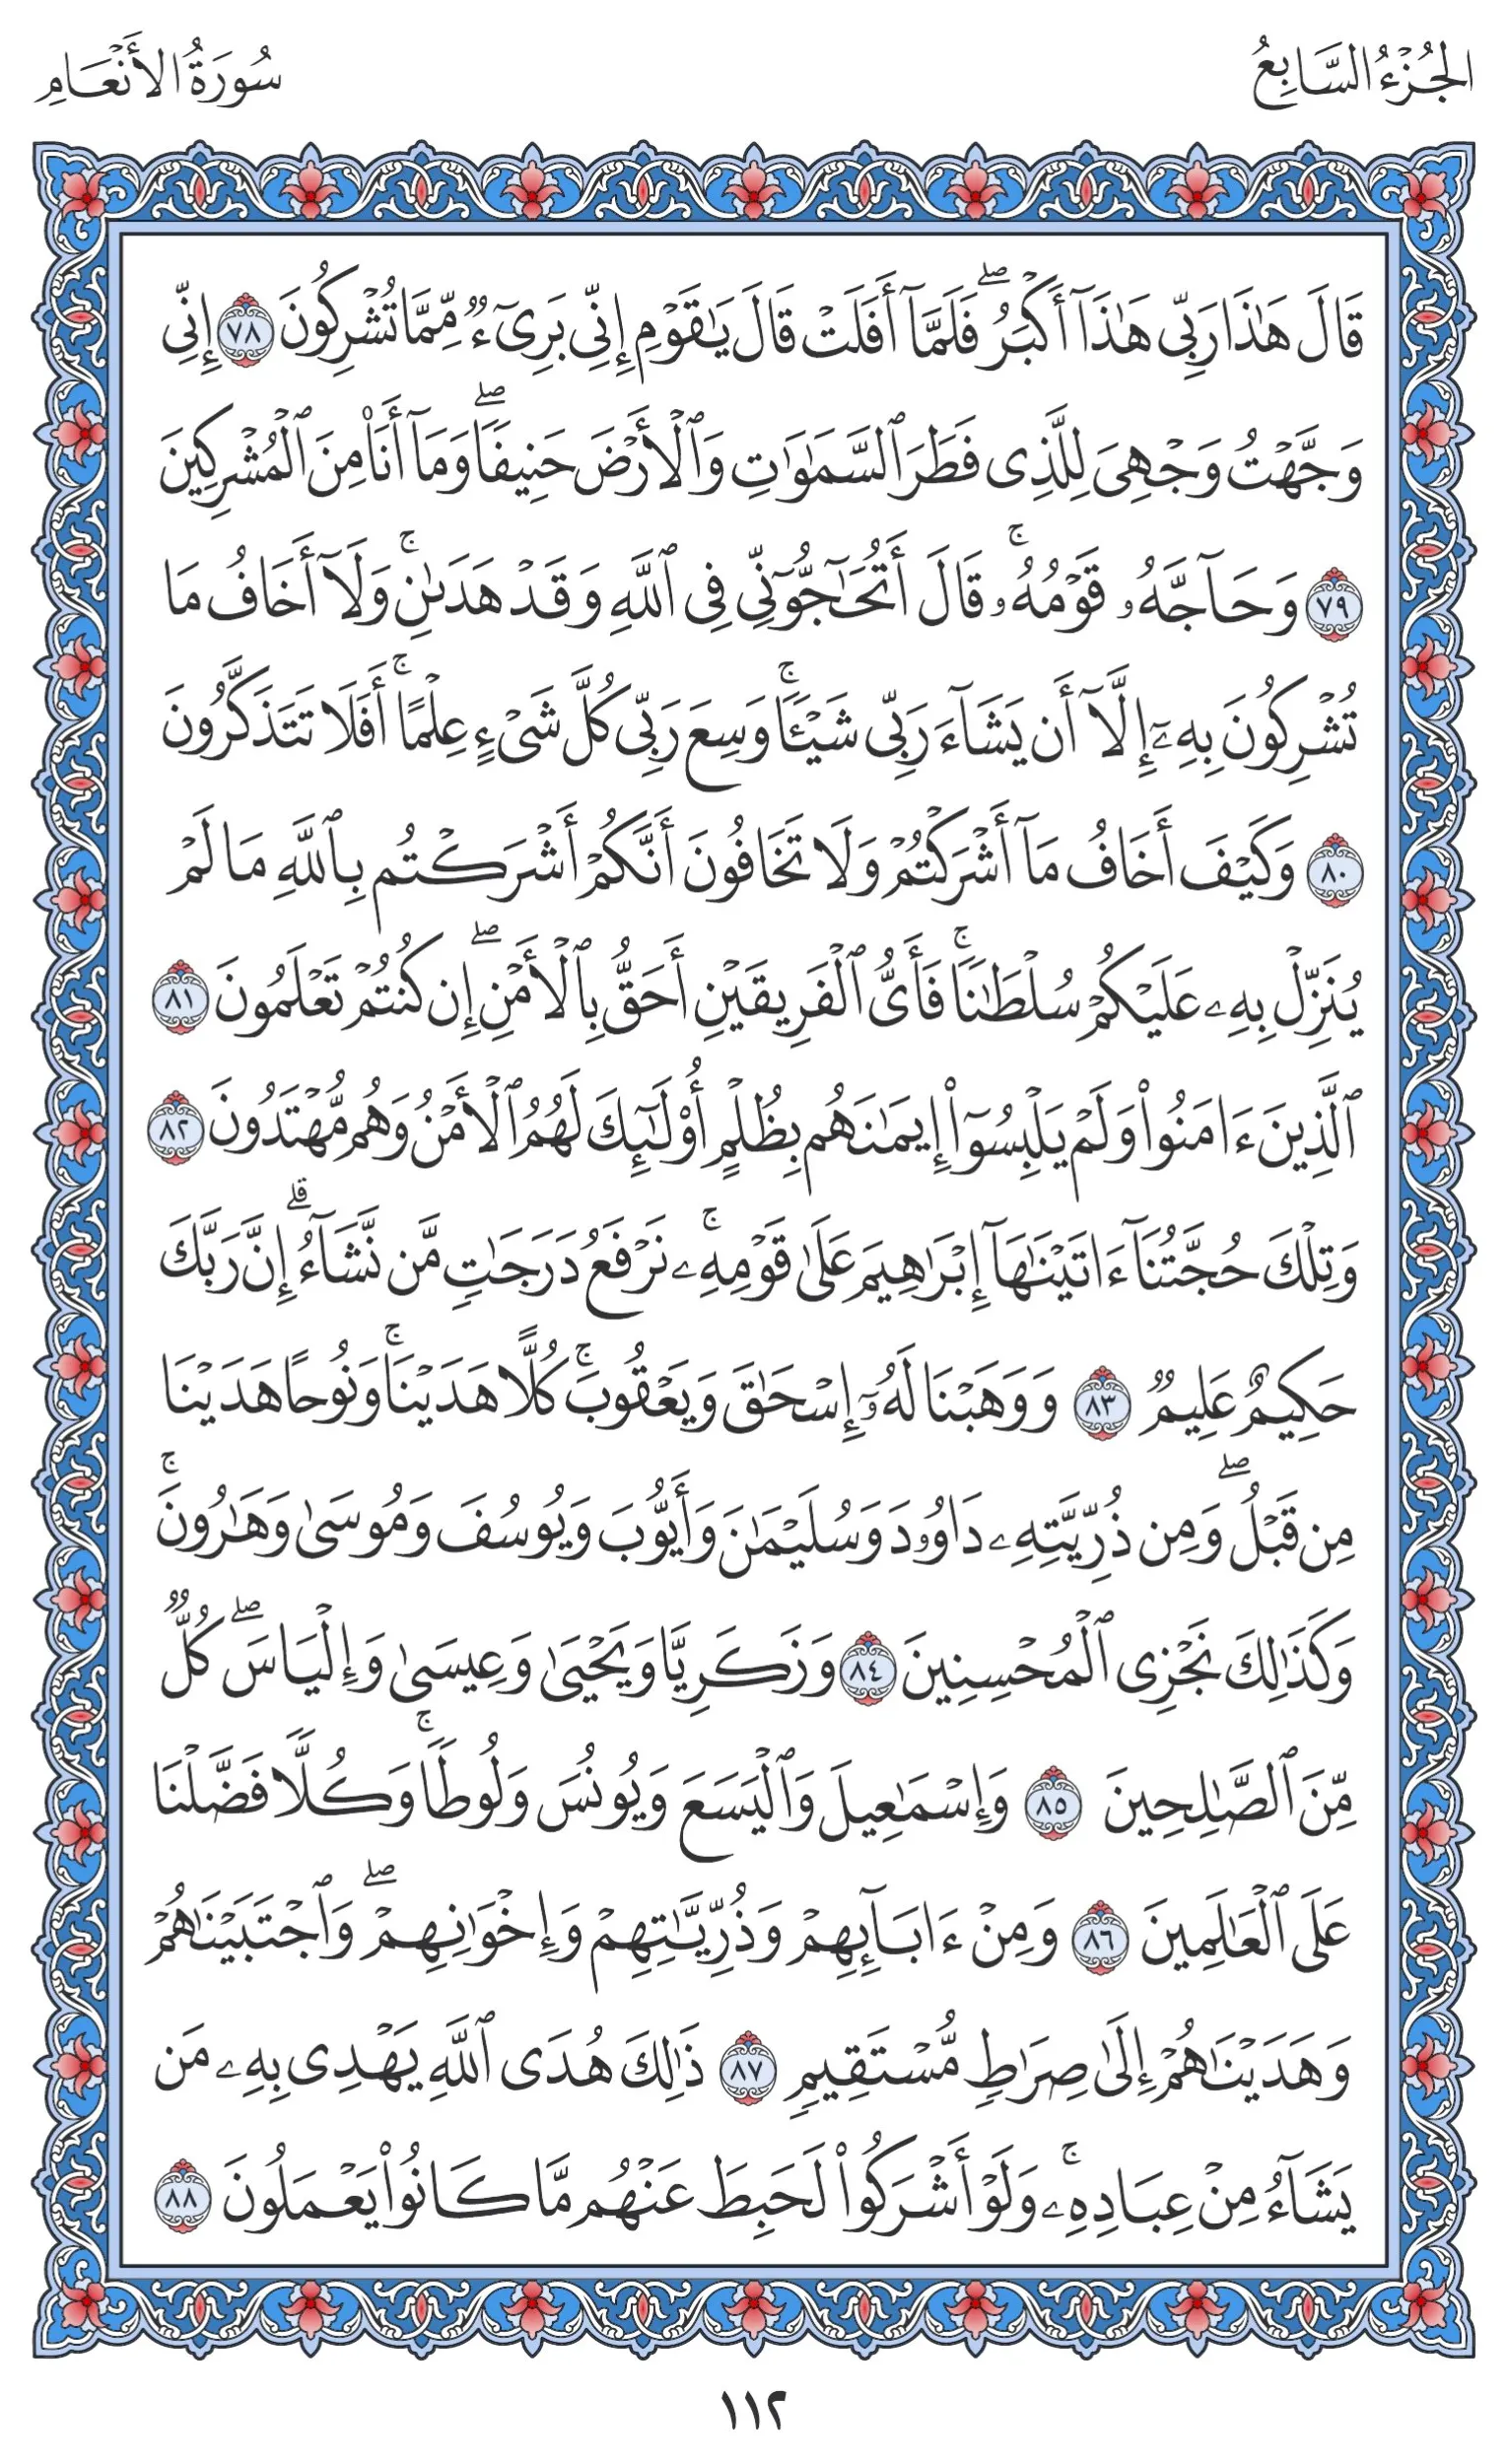 الجُزْءُ السَّابِعُ
سُورَةُ الأَنْعَامِ
قَالَ هَٰذَا رَبِّى هَٰذَآ أَكْبَرُۖ فَلَمَّآ أَفَلَتْ قَالَ يَٰقَوْمِ إِنِّى بَرِىٓءٌ مِّمَّا تُشْرِكُونَ ٧٨ إِنِّى
وَجَّهْتُ وَجْهِىَ لِلَّذِى فَطَرَ ٱلسَّمَٰوَٰتِ وَٱلْأَرْضَ حَنِيفًاۖ وَمَآ أَنَا۠ مِنَ ٱلْمُشْرِكِينَ
٧٩ وَحَآجَّهُۥ قَوْمُهُۥۚ قَالَ أَتُحَٰٓجُّوٓنِّى فِى ٱللَّهِ وَقَدْ هَدَىٰنِۚ وَلَآ أَخَافُ مَا
تُشْرِكُونَ بِهِۦٓ إِلَّآ أَن يَشَآءَ رَبِّى شَيْـًٔاۚ وَسِعَ رَبِّى كُلَّ شَىْءٍ عِلْمًاۚ أَفَلَا تَتَذَكَّرُونَ
٨٠ وَكَيْفَ أَخَافُ مَآ أَشْرَكْتُمْ وَلَا تَخَافُونَ أَنَّكُمْ أَشْرَكْتُم بِٱللَّهِ مَا لَمْ
يُنَزِّلْ بِهِۦ عَلَيْكُمْ سُلْطَٰنًاۚ فَأَىُّ ٱلْفَرِيقَيْنِ أَحَقُّ بِٱلْأَمْنِۖ إِن كُنتُمْ تَعْلَمُونَ ٨١
ٱلَّذِينَ ءَامَنُوا۟ وَلَمْ يَلْبِسُوٓا۟ إِيمَٰنَهُم بِظُلْمٍ أُو۟لَٰٓئِكَ لَهُمُ ٱلْأَمْنُ وَهُم مُّهْتَدُونَ ٨٢
وَتِلْكَ حُجَّتُنَآ ءَاتَيْنَٰهَآ إِبْرَٰهِيمَ عَلَىٰ قَوْمِهِۦۚ نَرْفَعُ دَرَجَٰتٍ مَّن نَّشَآءُۗ إِنَّ رَبَّكَ
حَكِيمٌ عَلِيمٌ ٨٣ وَوَهَبْنَا لَهُۥٓ إِسْحَٰقَ وَيَعْقُوبَۚ كُلًّا هَدَيْنَاۚ وَنُوحًا هَدَيْنَا
مِن قَبْلُۖ وَمِن ذُرِّيَّتِهِۦ دَاوُۥدَ وَسُلَيْمَٰنَ وَأَيُّوبَ وَيُوسُفَ وَمُوسَىٰ وَهَٰرُونَۚ
وَكَذَٰلِكَ نَجْزِى ٱلْمُحْسِنِينَ ٨٤ وَزَكَرِيَّا وَيَحْيَىٰ وَعِيسَىٰ وَإِلْيَاسَۖ كُلٌّ
مِّنَ ٱلصَّٰلِحِينَ ٨٥ وَإِسْمَٰعِيلَ وَٱلْيَسَعَ وَيُونُسَ وَلُوطًاۚ وَكُلًّا فَضَّلْنَا
عَلَى ٱلْعَٰلَمِينَ ٨٦ وَمِنْ ءَابَآئِهِمْ وَذُرِّيَّٰتِهِمْ وَإِخْوَٰنِهِمْۖ وَٱجْتَبَيْنَٰهُمْ
وَهَدَيْنَٰهُمْ إِلَىٰ صِرَٰطٍ مُّسْتَقِيمٍ ٨٧ ذَٰلِكَ هُدَى ٱللَّهِ يَهْدِى بِهِۦ مَن
يَشَآءُ مِنْ عِبَادِهِۦۚ وَلَوْ أَشْرَكُوا۟ لَحَبِطَ عَنْهُم مَّا كَانُوا۟ يَعْمَلُونَ ٨٨
١١٢